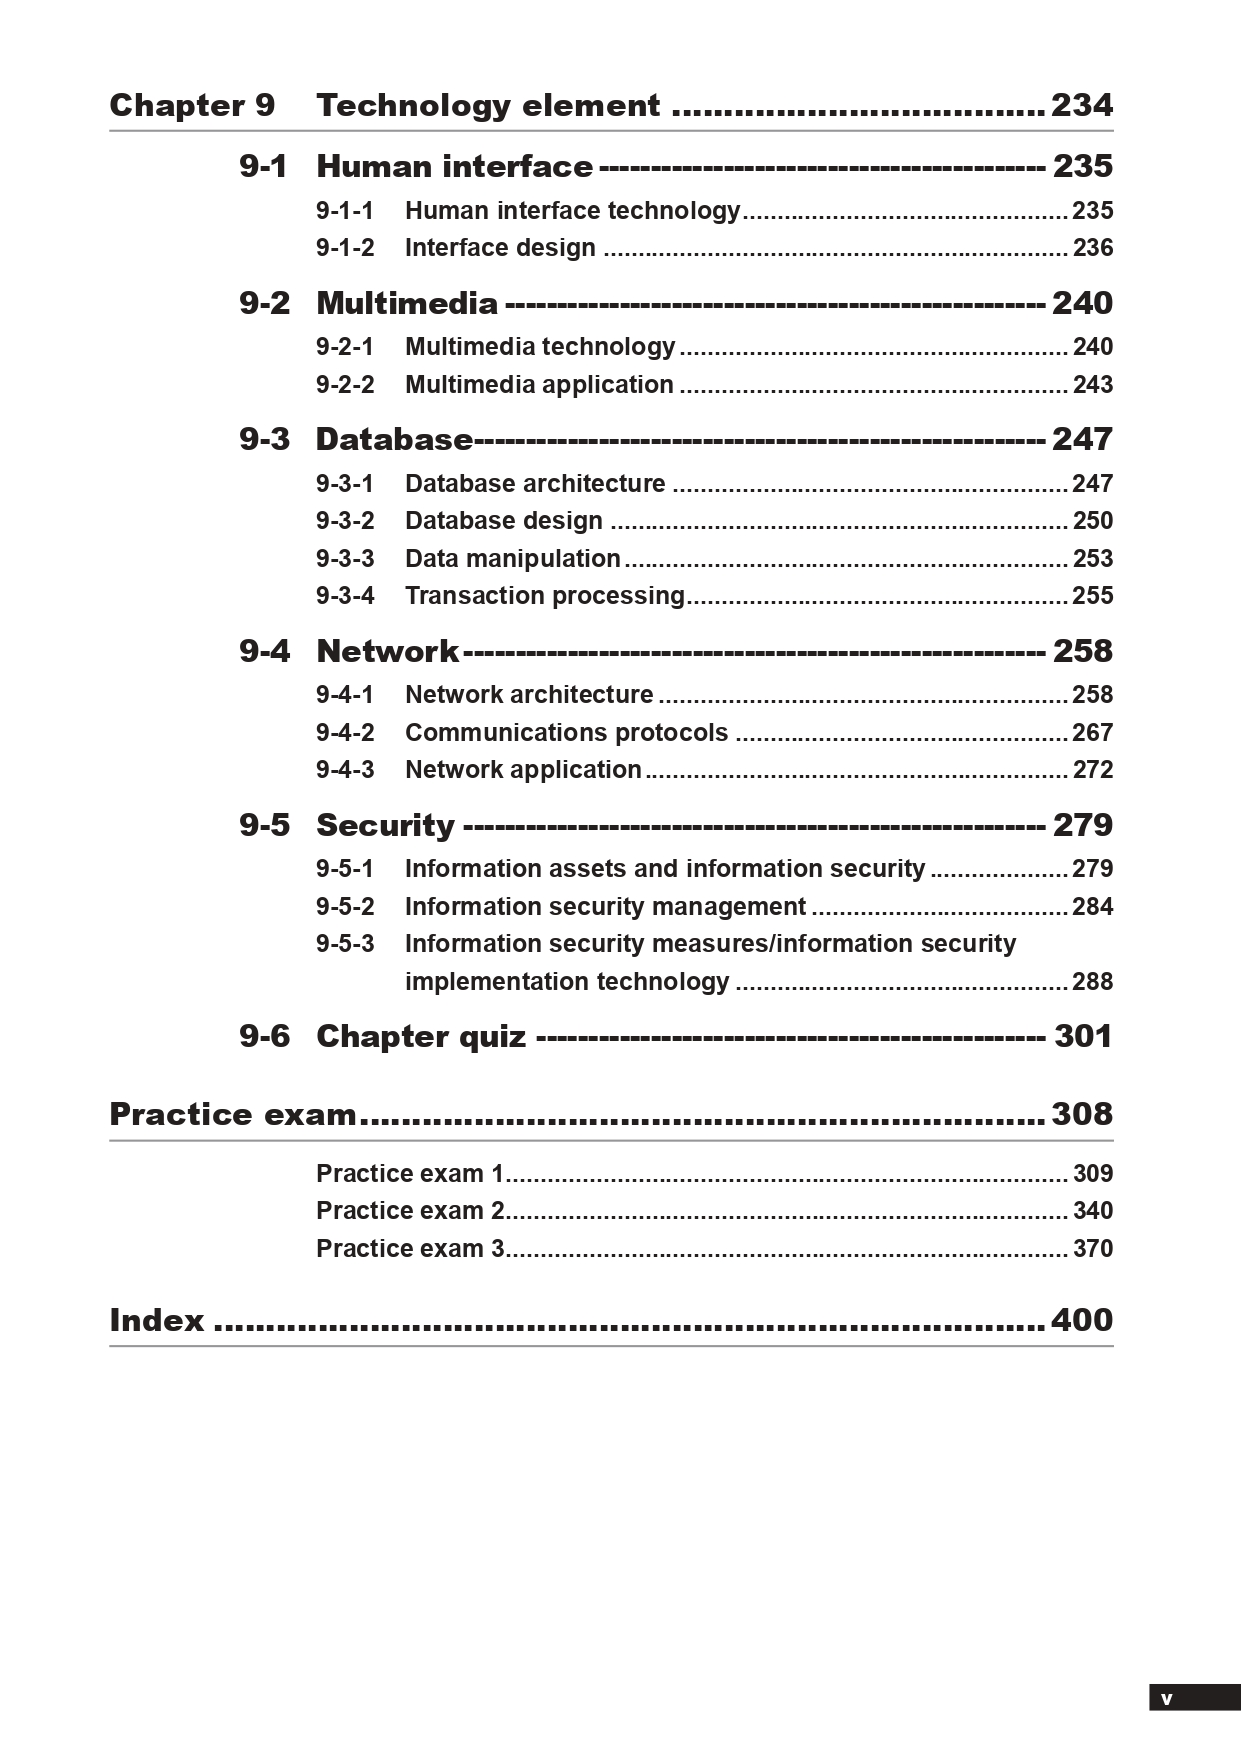 Chapter 9 Technology element .................................... 234
9-1 Human interface ------------------------------------------- 235
9-1-1 Human interface technology............................................... 235
9-1-2 Interface design ................................................................... 236
9-2 Multimedia ---------------------------------------------------- 240
9-2-1 Multimedia technology ........................................................ 240
9-2-2 Multimedia application ........................................................ 243
9-3 Database------------------------------------------------------- 247
9-3-1 Database architecture ......................................................... 247
9-3-2 Database design .................................................................. 250
9-3-3 Data manipulation ................................................................ 253
9-3-4 Transaction processing....................................................... 255
9-4 Network-------------------------------------------------------- 258
9-4-1 Network architecture ........................................................... 258
9-4-2 Communications protocols ................................................ 267
9-4-3 Network application ............................................................. 272
9-5 Security -------------------------------------------------------- 279
9-5-1 Information assets and information security .................... 279
9-5-2 Information security management ..................................... 284
9-5-3 Information security measures/information security
implementation technology ................................................ 288
9-6 Chapter quiz ------------------------------------------------- 301
Practice exam.................................................................. 308
Practice exam 1................................................................................. 309
Practice exam 2................................................................................. 340
Practice exam 3................................................................................. 370
Index ................................................................................ 400
v